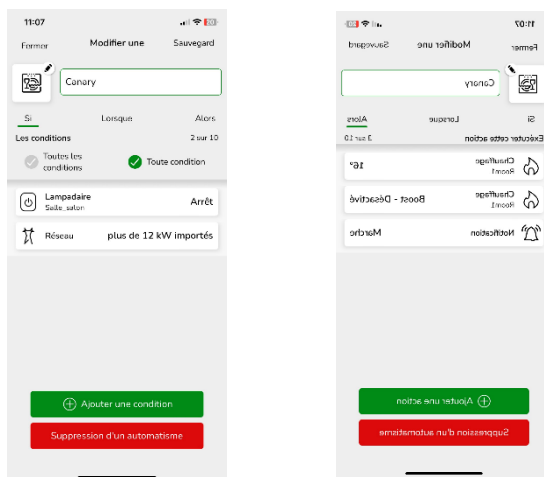 11:07
Fermer Modifier une Sauvegard
Canary
Si Lorsque Alors
Les conditions 2 sur 10
Toutes les
conditions
Toute condition
Lampadaire
Salle_salon
Arrêt
Réseau plus de 12 kW importés
Ajouter une condition
Suppression d'un automatisme
11:07
Fermer Modifier une Sauvegard
Canary
Si Lorsque Alors
Exécuter cette action 3 sur 10
Chauffage
Room1
16°
Chauffage
Room1
Boost - Désactivé
Notification Marche
Ajouter une action
Suppression d'un automatisme